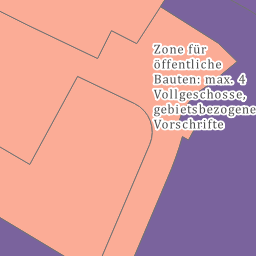 Zone für
öffentliche
Bauten: max. 4
Vollgeschosse,
gebietsbezogene
Vorschrifte